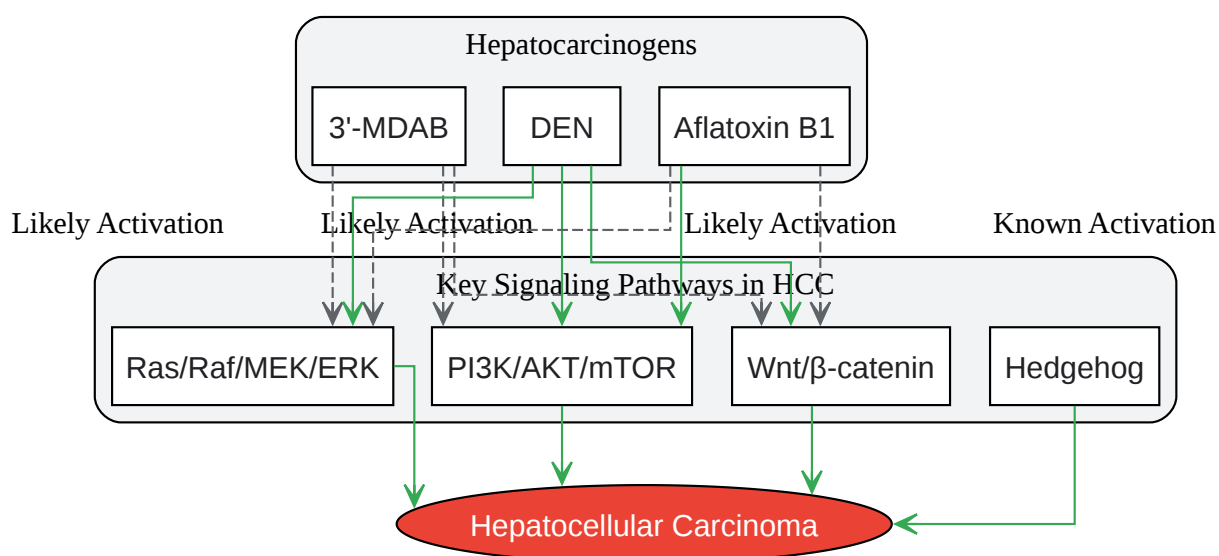 Hepatocarcinogens
3'-MDAB
DEN
Aflatoxin B1
Likely Activation
Likely Activation
Likely Activation
Known Activation
Key Signaling Pathways in HCC
Ras/Raf/MEK/ERK
PI3K/AKT/mTOR
Wnt/β-catenin
Hedgehog
Hepatocellular Carcinoma